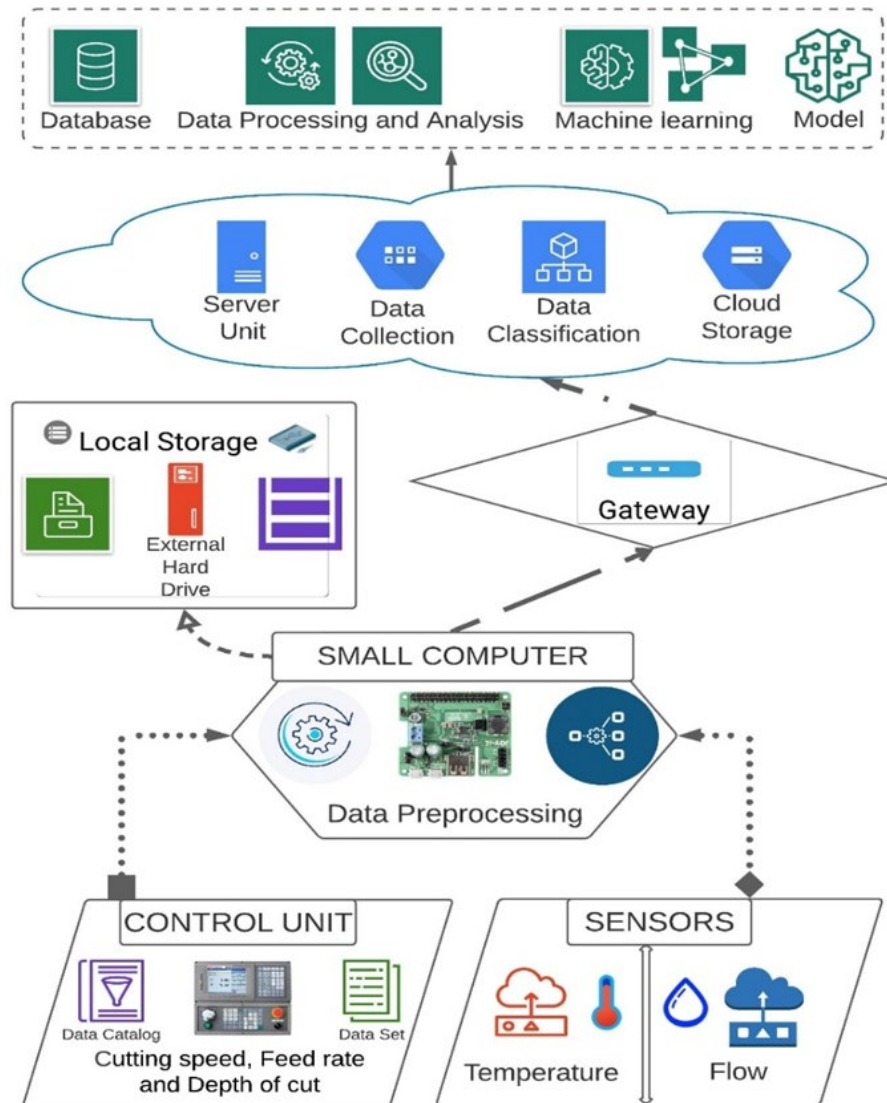 Database
Data Processing and Analysis
Machine learning
Model
Server
Unit
Data
Collection
Data
Classification
Cloud
Storage
Local Storage
External
Hard
Drive
Gateway
SMALL COMPUTER
Data Preprocessing
CONTROL UNIT
Data Catalog
Data Set
Cutting speed, Feed rate
and Depth of cut
SENSORS
Temperature
Flow